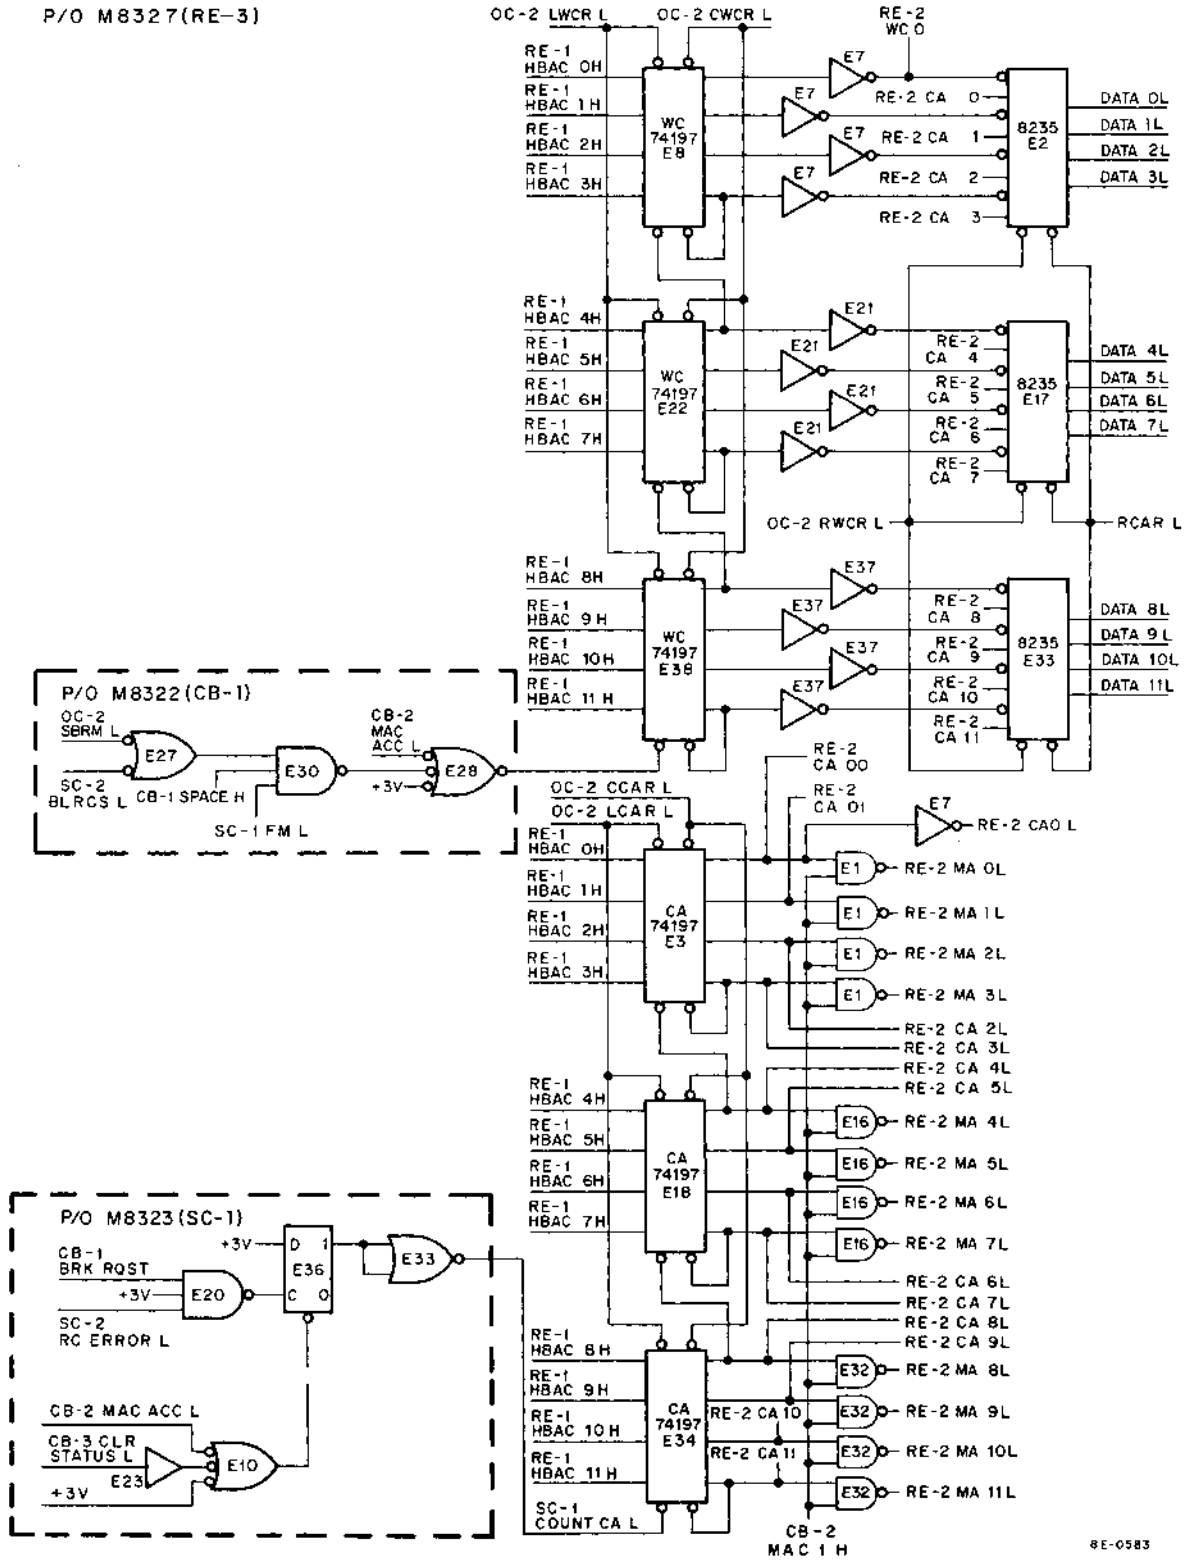 P/O M8327(RE-3)
OC-2 LWCR L
OC-2 CWCR L
RE-2
WC 0
RE-1
HBAC 0H
RE-1
HBAC 1H
RE-1
HBAC 2H
RE-1
HBAC 3H
WC
74197
E8
E7
E7
E7
E7
RE-2 CA 0
RE-2 CA 1
RE-2 CA 2
RE-2 CA 3
8235
E2
DATA 0L
DATA 1L
DATA 2L
DATA 3L
RE-1
HBAC 4H
RE-1
HBAC 5H
RE-1
HBAC 6H
RE-1
HBAC 7H
WC
74197
E22
E21
E21
E21
E21
RE-2
CA 4
RE-2
CA 5
RE-2
CA 6
RE-2
CA 7
8235
E17
DATA 4L
DATA 5L
DATA 6L
DATA 7L
OC-2 RWCR L
RCAR L
RE-1
HBAC 8H
RE-1
HBAC 9H
RE-1
HBAC 10H
RE-1
HBAC 11H
WC
74197
E38
E37
E37
E37
E37
RE-2
CA 8
RE-2
CA 9
RE-2
CA 10
RE-2
CA 11
8235
E33
DATA 8L
DATA 9L
DATA 10L
DATA 11L
P/O M8322(CB-1)
OC-2
SBRM L
E27
SC-2
BLRCS L
CB-1 SPACE H
SC-1 FM L
E30
CB-2
MAC
ACC L
+3V
E28
RE-2
CA 00
RE-2
CA 01
OC-2 CCAR L
OC-2 LCAR L
E7
RE-2 CA0 L
RE-1
HBAC 0H
RE-1
HBAC 1H
RE-1
HBAC 2H
RE-1
HBAC 3H
CA
74197
E3
E1
RE-2 MA 0L
E1
RE-2 MA 1L
E1
RE-2 MA 2L
E1
RE-2 MA 3L
RE-2 CA 2L
RE-2 CA 3L
RE-2 CA 4L
RE-2 CA 5L
RE-1
HBAC 4H
RE-1
HBAC 5H
RE-1
HBAC 6H
RE-1
HBAC 7H
CA
74197
E18
E16
RE-2 MA 4L
E16
RE-2 MA 5L
E16
RE-2 MA 6L
E16
RE-2 MA 7L
RE-2 CA 6L
RE-2 CA 7L
RE-2 CA 8L
RE-2 CA 9L
P/O M8323(SC-1)
CB-1
BRK RQST
+3V
SC-2
RC ERROR L
E20
+3V
D 1
E36
C 0
E33
CB-2 MAC ACC L
CB-3 CLR
STATUS L
E23
+3V
E10
RE-1
HBAC 8H
RE-1
HBAC 9H
RE-1
HBAC 10H
RE-1
HBAC 11H
CA
74197
E34
RE-2 CA 10
RE-2 CA 11
E32
RE-2 MA 8L
E32
RE-2 MA 9L
E32
RE-2 MA 10L
E32
RE-2 MA 11L
SC-1
COUNT CA L
CB-2
MAC 1 H
8E-0583